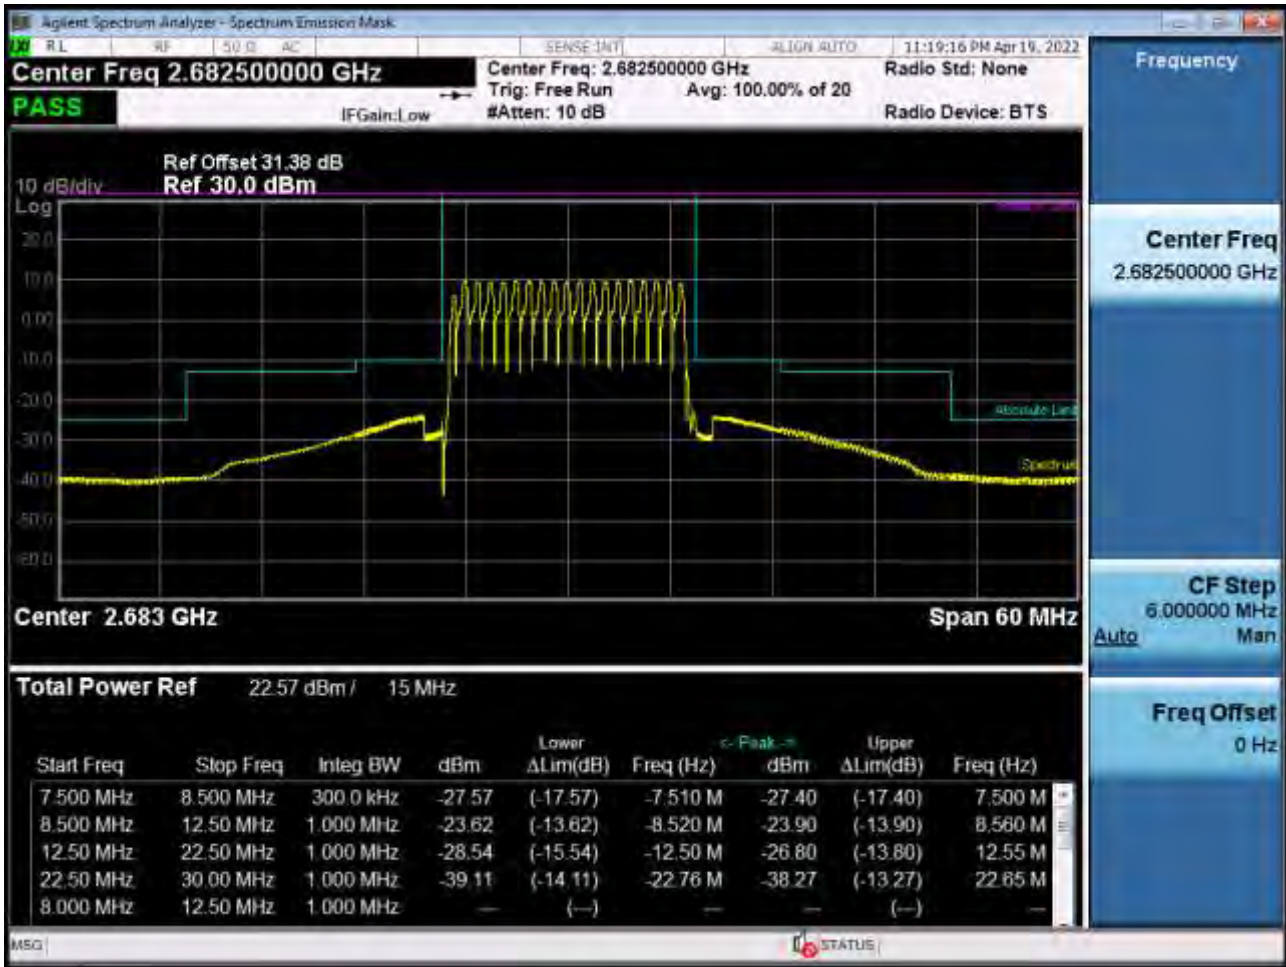 Agilent Spectrum Analyzer - Spectrum Emission Mask
LXI RL RF 50 Ω AC SENSE:INT ALIGN AUTO 11:19:16 PM Apr 19, 2022
Center Freq 2.682500000 GHz
Center Freq: 2.682500000 GHz Radio Std: None
Trig: Free Run Avg: 100.00% of 20
PASS IFGain:Low #Atten: 10 dB Radio Device: BTS
Ref Offset 31.38 dB
10 dB/div Ref 30.0 dBm
Log
20.0
10.0
0.00
-10.0
-20.0
Absolute Limit
-30.0
Spectrum
-40.0
-50.0
-60.0
Center 2.683 GHz Span 60 MHz
Total Power Ref 22.57 dBm / 15 MHz
Lower <- Peak -> Upper
Start Freq Stop Freq Integ BW dBm ΔLim(dB) Freq (Hz) dBm ΔLim(dB) Freq (Hz)
7.500 MHz 8.500 MHz 300.0 kHz -27.57 (-17.57) -7.510 M -27.40 (-17.40) 7.500 M
8.500 MHz 12.50 MHz 1.000 MHz -23.62 (-13.62) -8.520 M -23.90 (-13.90) 8.560 M
12.50 MHz 22.50 MHz 1.000 MHz -28.54 (-15.54) -12.50 M -26.80 (-13.80) 12.55 M
22.50 MHz 30.00 MHz 1.000 MHz -39.11 (-14.11) -22.76 M -38.27 (-13.27) 22.65 M
8.000 MHz 12.50 MHz 1.000 MHz --- (---) --- --- (---) ---
MSG STATUS
Frequency
Center Freq
2.682500000 GHz
CF Step
6.000000 MHz
Auto Man
Freq Offset
0 Hz